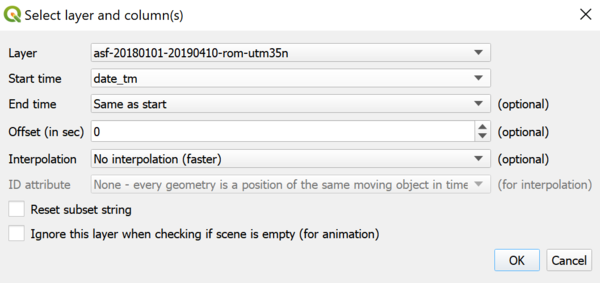 Select layer and column(s)
Layer asf-20180101-20190410-rom-utm35n
Start time date_tm
End time Same as start (optional)
Offset (in sec) 0 (optional)
Interpolation No interpolation (faster) (optional)
ID attribute None - every geometry is a position of the same moving object in time (for interpolation)
Reset subset string
Ignore this layer when checking if scene is empty (for animation)
OK Cancel